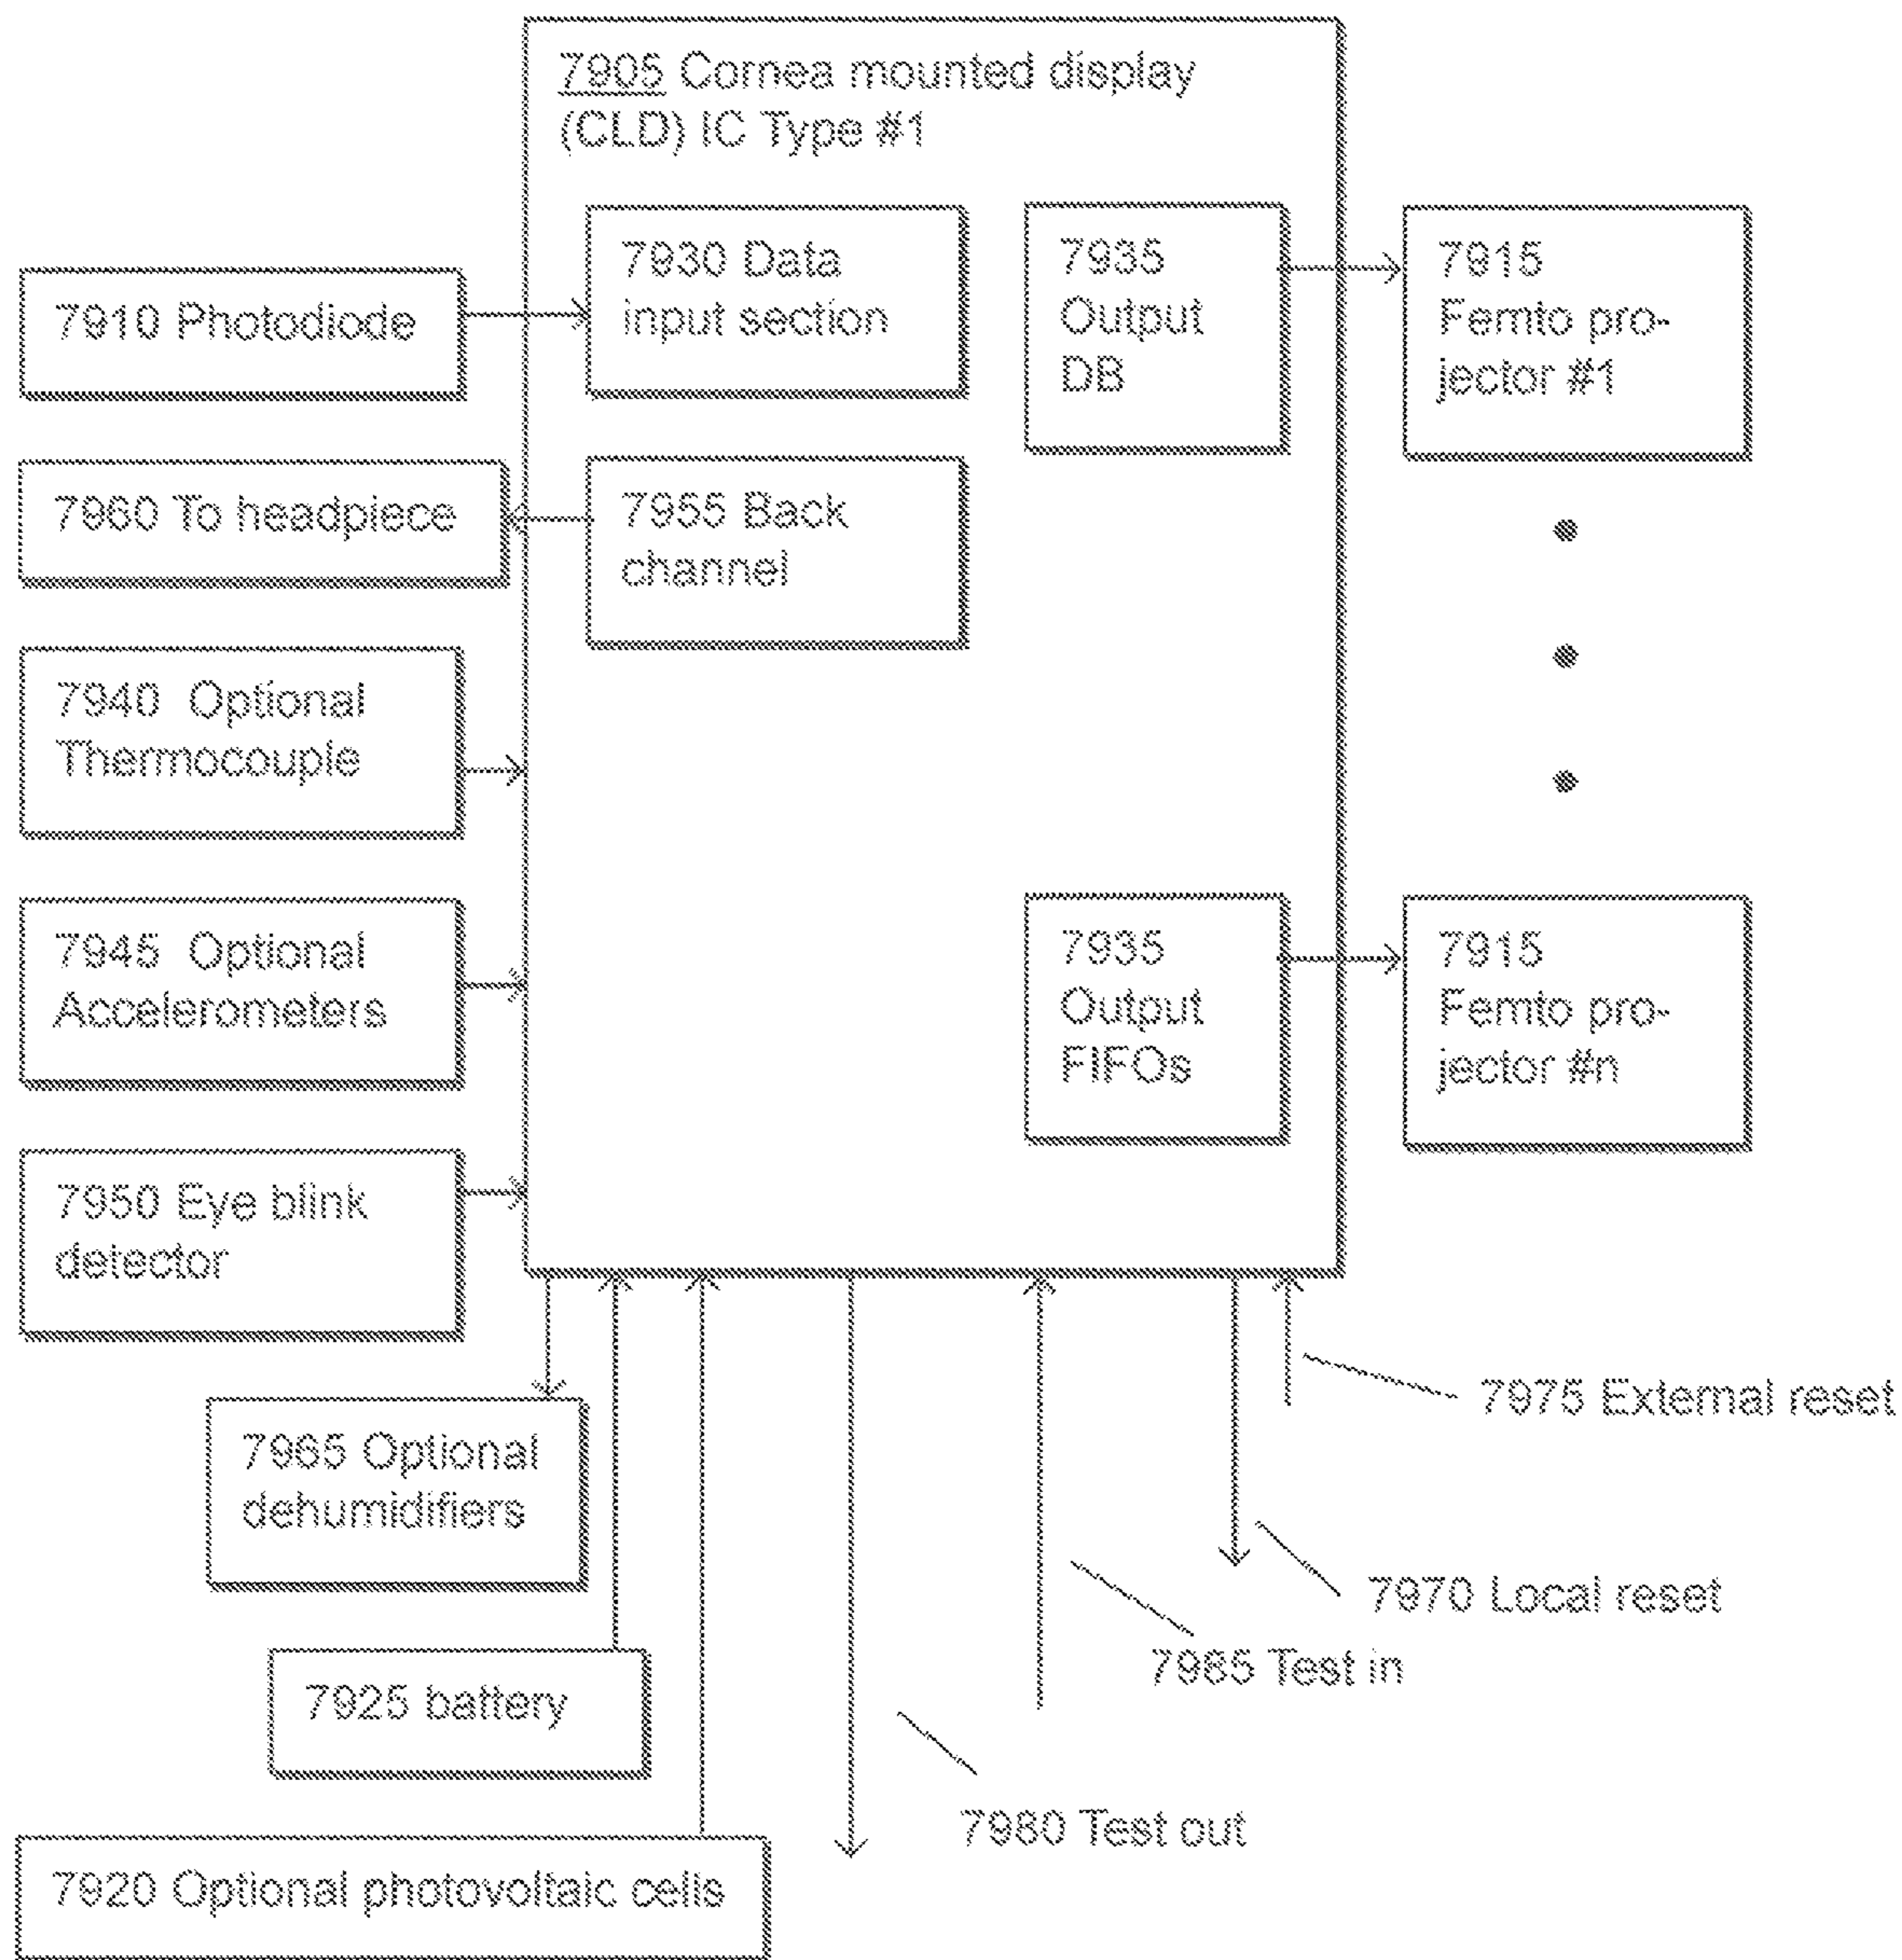 7905 Cornea mounted display
(CLD) IC Type #1
7910 Photodiode
7930 Data
input section
7935
Output
DB
7915
Femto pro-
jector #1
7960 To headpiece
7955 Back
channel
7940 Optional
Thermocouple
7945 Optional
Accelerometers
7935
Output
FIFOs
7915
Femto pro-
jector #n
7950 Eye blink
detector
7975 External reset
7965 Optional
dehumidifiers
7970 Local reset
7985 Test in
7925 battery
7980 Test out
7920 Optional photovoltaic cells